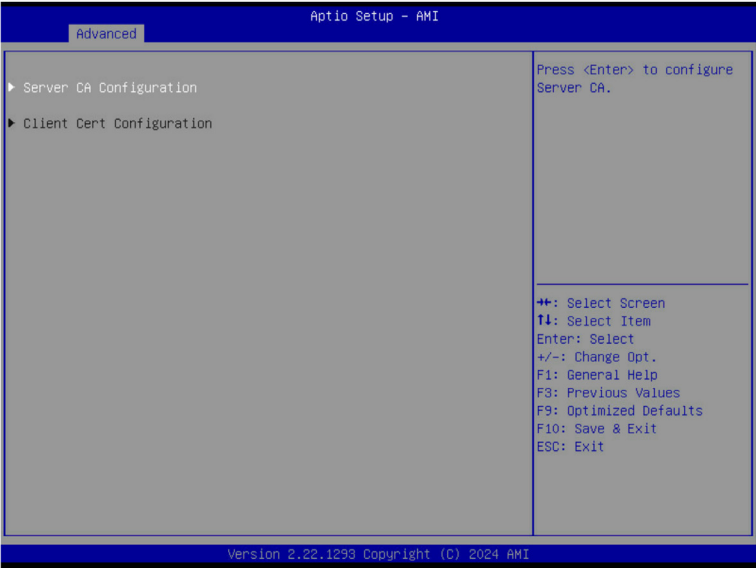 Aptio Setup – AMI
Advanced
▶ Server CA Configuration
▶ Client Cert Configuration
Press <Enter> to configure
Server CA.
→←: Select Screen
↑↓: Select Item
Enter: Select
+/-: Change Opt.
F1: General Help
F3: Previous Values
F9: Optimized Defaults
F10: Save & Exit
ESC: Exit
Version 2.22.1293 Copyright (C) 2024 AMI